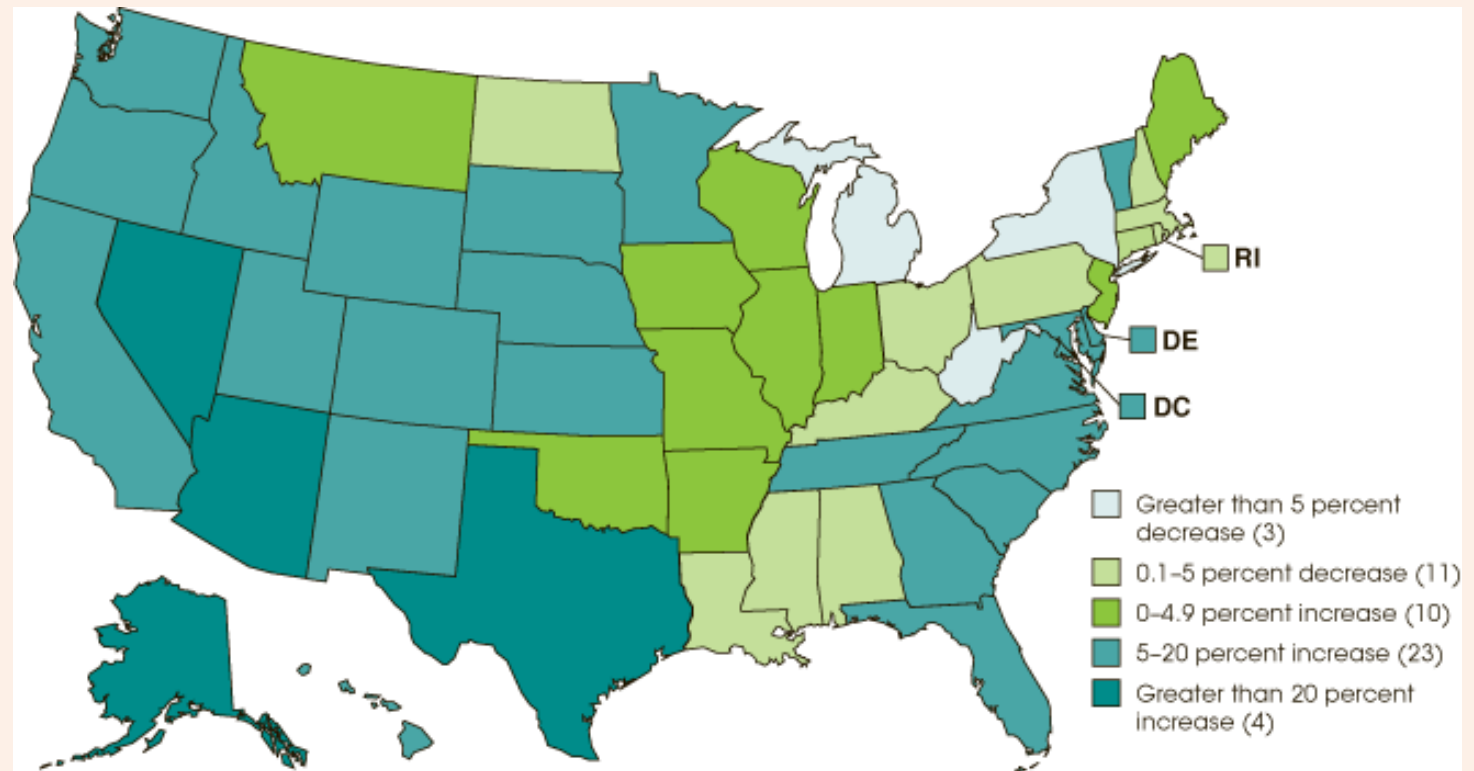 RI
DE
DC
Greater than 5 percent
decrease (3)
0.1–5 percent decrease (11)
0–4.9 percent increase (10)
5–20 percent increase (23)
Greater than 20 percent
increase (4)